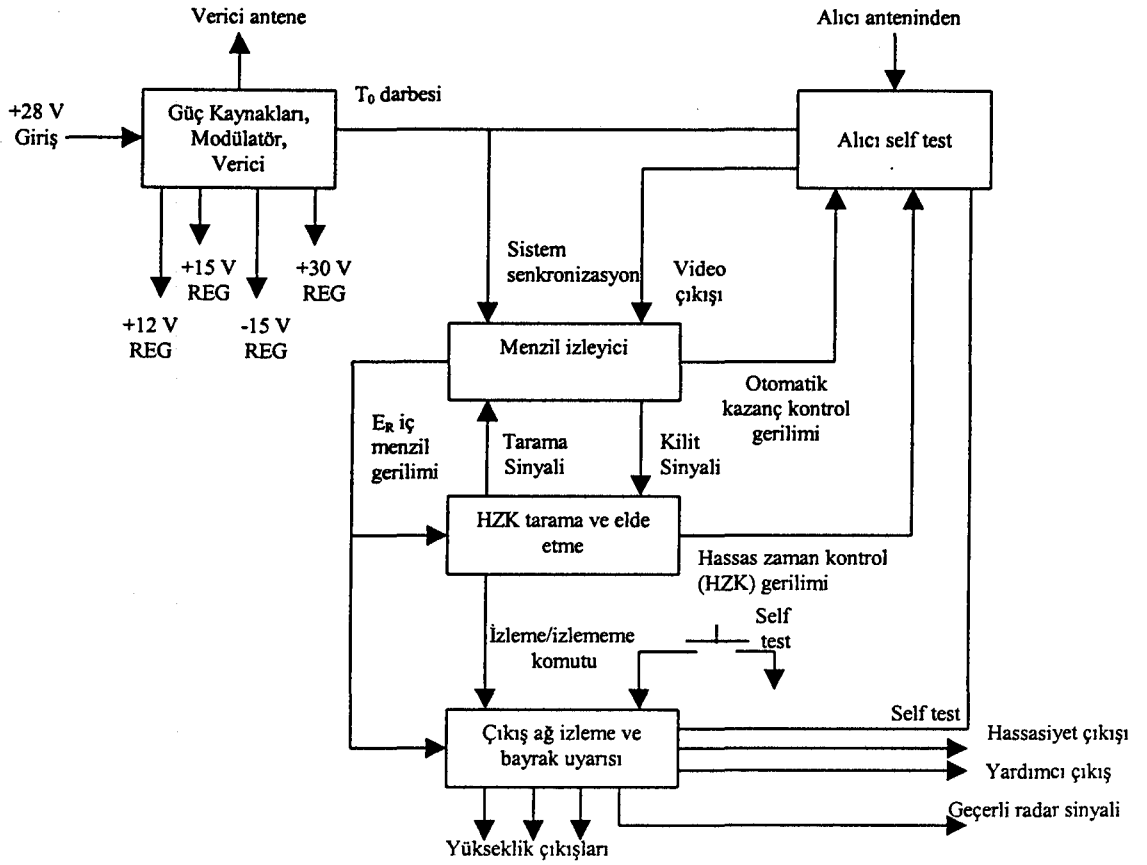 Verici antene
Alıcı anteninden
+28 V
Giriş
Güç Kaynakları,
Modülatör,
Verici
T₀ darbesi
Alıcı self test
+15 V
REG
+30 V
REG
+12 V
REG
-15 V
REG
Sistem
senkronizasyon
Video
çıkışı
Menzil izleyici
Otomatik
kazanç kontrol
gerilimi
E_R iç
menzil
gerilimi
Tarama
Sinyali
Kilit
Sinyali
HZK tarama ve elde
etme
Hassas zaman kontrol
(HZK) gerilimi
İzleme/izlememe
komutu
Self
test
Çıkış ağ izleme ve
bayrak uyarısı
Self test
Hassasiyet çıkışı
Yardımcı çıkış
Geçerli radar sinyali
Yükseklik çıkışları